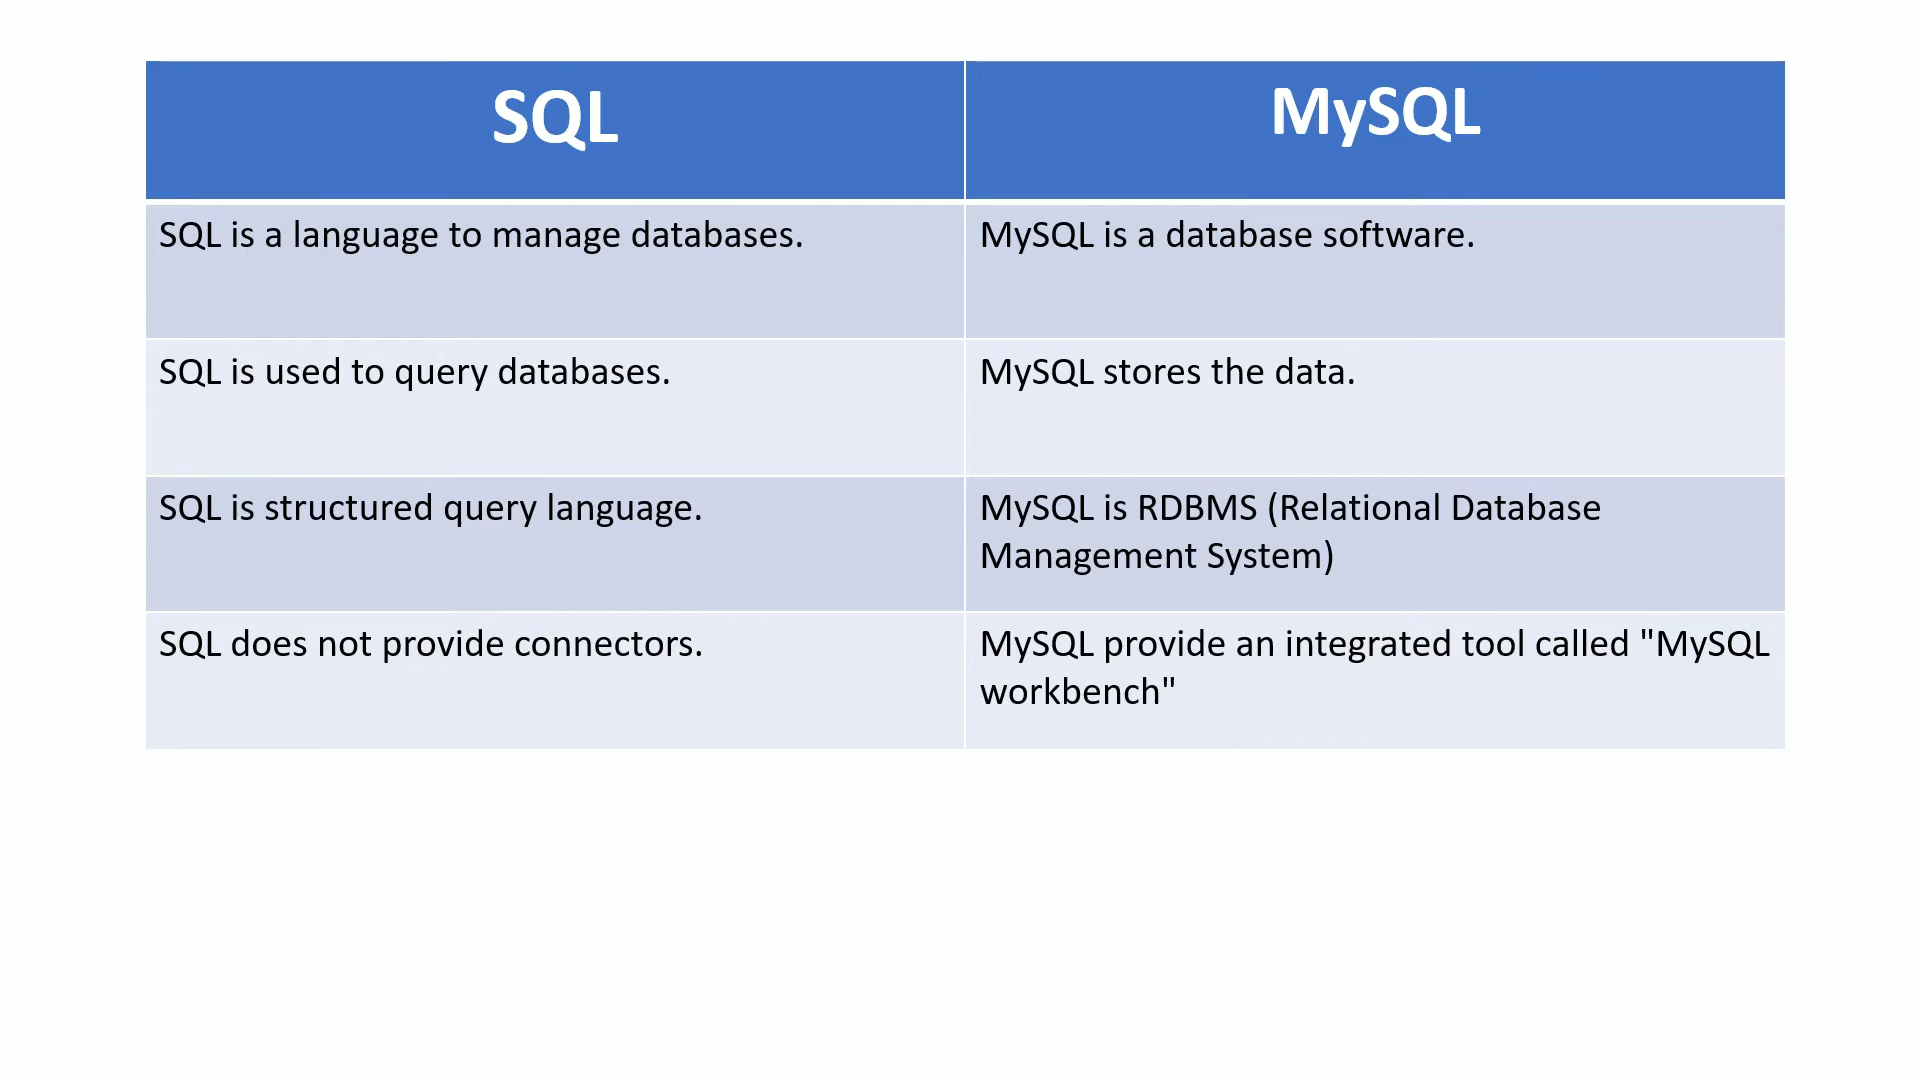 SQL
MySQL
SQL is a language to manage databases.
MySQL is a database software.
SQL is used to query databases.
MySQL stores the data.
SQL is structured query language.
MySQL is RDBMS (Relational Database
Management System)
SQL does not provide connectors.
MySQL provide an integrated tool called "MySQL
workbench"